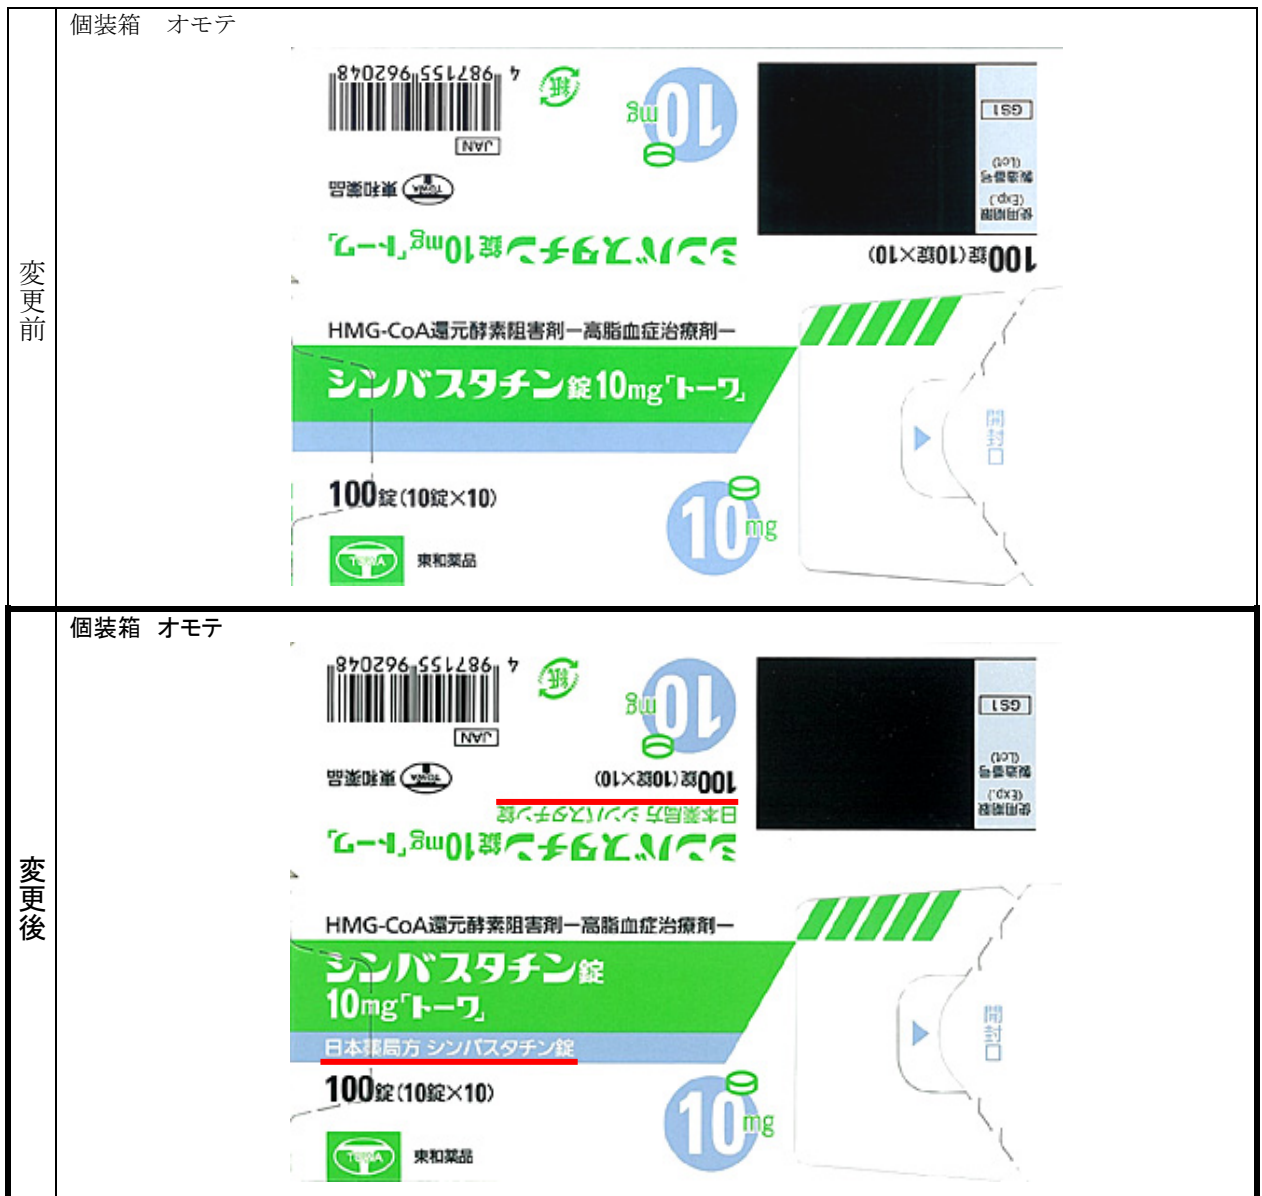 変更前
個装箱　オモテ
4 987155 962048
JAN
紙
10mg
GS1
製造番号
(Lot)
使用期限
(Exp.)
東和薬品
TOWA
100錠(10錠×10)
シンバスタチン錠10mg「トーワ」
HMG-CoA還元酵素阻害剤ー高脂血症治療剤ー
シンバスタチン錠10mg「トーワ」
開封口
100錠(10錠×10)
10mg
TOWA
東和薬品
変更後
個装箱　オモテ
4 987155 962048
JAN
紙
10mg
GS1
製造番号
(Lot)
使用期限
(Exp.)
東和薬品
TOWA
100錠(10錠×10)
日本薬局方 シンバスタチン錠
シンバスタチン錠10mg「トーワ」
HMG-CoA還元酵素阻害剤ー高脂血症治療剤ー
シンバスタチン錠
10mg「トーワ」
日本薬局方 シンバスタチン錠
開封口
100錠(10錠×10)
10mg
TOWA
東和薬品